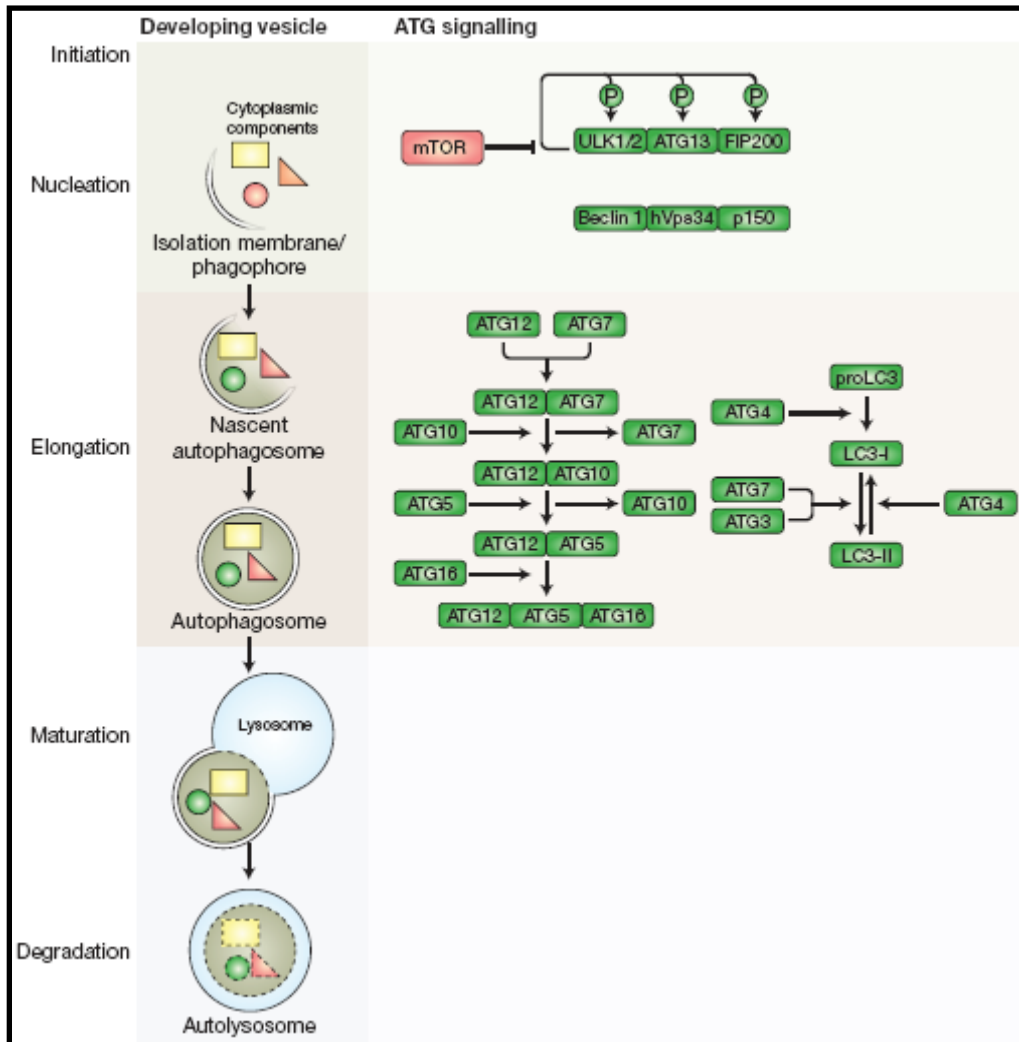 Developing vesicle
ATG signalling
Initiation
Cytoplasmic
components
P
P
P
mTOR
ULK1/2
ATG13
FIP200
Nucleation
Beclin 1
hVps34
p150
Isolation membrane/
phagophore
ATG12
ATG7
proLC3
ATG12
ATG7
ATG4
Nascent
autophagosome
ATG10
ATG7
Elongation
LC3-I
ATG12
ATG10
ATG7
ATG5
ATG10
ATG4
ATG3
ATG12
ATG5
LC3-II
ATG16
ATG12
ATG5
ATG16
Autophagosome
Lysosome
Maturation
Degradation
Autolysosome